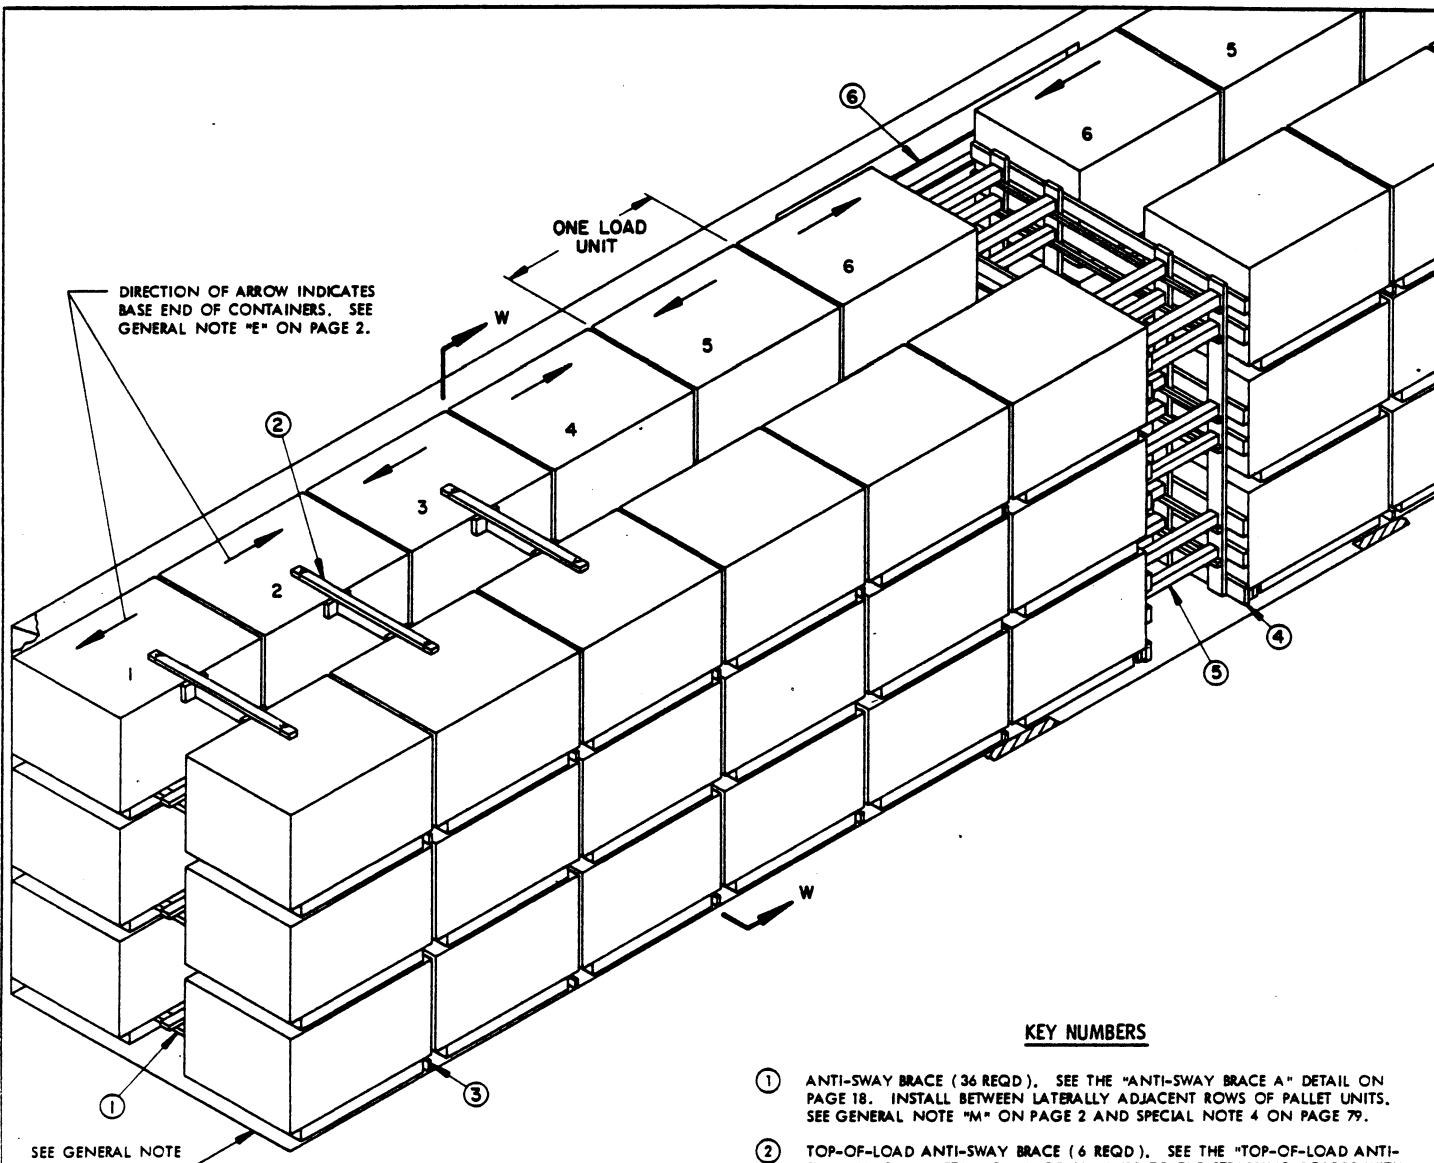 5
6
6
ONE LOAD
UNIT
6
DIRECTION OF ARROW INDICATES
BASE END OF CONTAINERS. SEE
GENERAL NOTE "E" ON PAGE 2.
W
5
4
2
3
2
1
4
5
W
1
3
SEE GENERAL NOTE
KEY NUMBERS
1 ANTI-SWAY BRACE (36 REQD). SEE THE "ANTI-SWAY BRACE A" DETAIL ON
PAGE 18. INSTALL BETWEEN LATERALLY ADJACENT ROWS OF PALLET UNITS.
SEE GENERAL NOTE "M" ON PAGE 2 AND SPECIAL NOTE 4 ON PAGE 79.
2 TOP-OF-LOAD ANTI-SWAY BRACE (6 REQD). SEE THE "TOP-OF-LOAD ANTI-